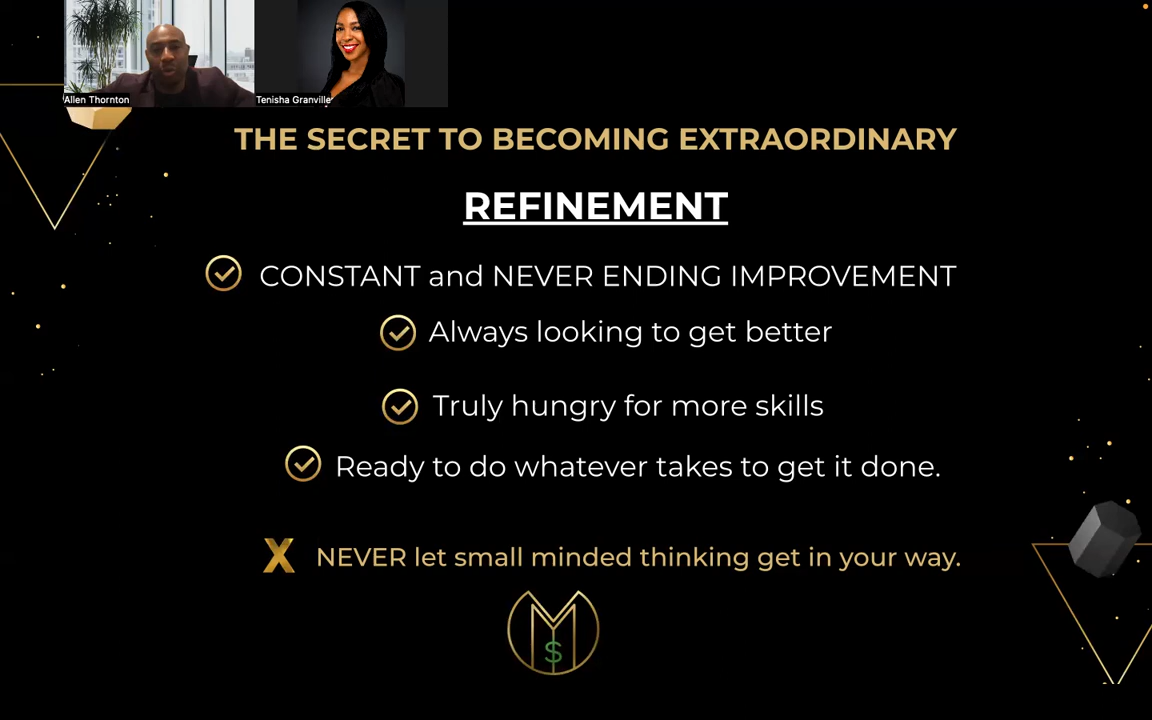 Allen Thornton
Tenisha Granville
THE SECRET TO BECOMING EXTRAORDINARY
REFINEMENT
CONSTANT and NEVER ENDING IMPROVEMENT
Always looking to get better
Truly hungry for more skills
Ready to do whatever takes to get it done.
X NEVER let small minded thinking get in your way.
M
$